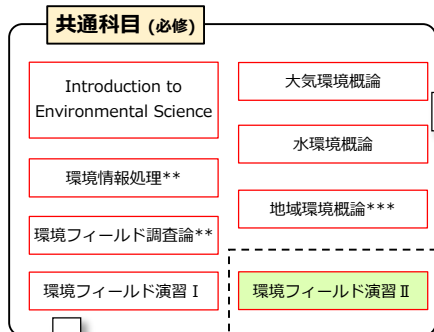 共通科目 (必修)
Introduction to
Environmental Science
環境情報処理**
環境フィールド調査論**
環境フィールド演習 I
大気環境概論
水環境概論
地域環境概論***
環境フィールド演習 Ⅱ